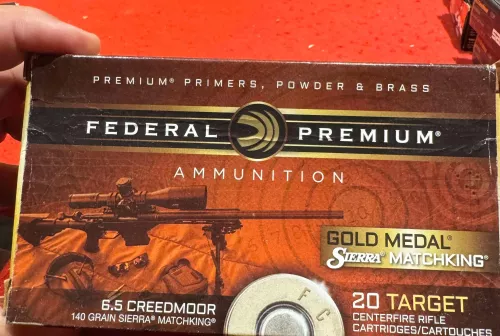 PREMIUM® PRIMERS, POWDER & BRASS
FEDERAL PREMIUM®
AMMUNITION
GOLD MEDAL®
SIERRA® MATCHKING®
6.5 CREEDMOOR
140 GRAIN SIERRA® MATCHKING®
F C
20 TARGET
CENTERFIRE RIFLE
CARTRIDGES/CARTOUCHES